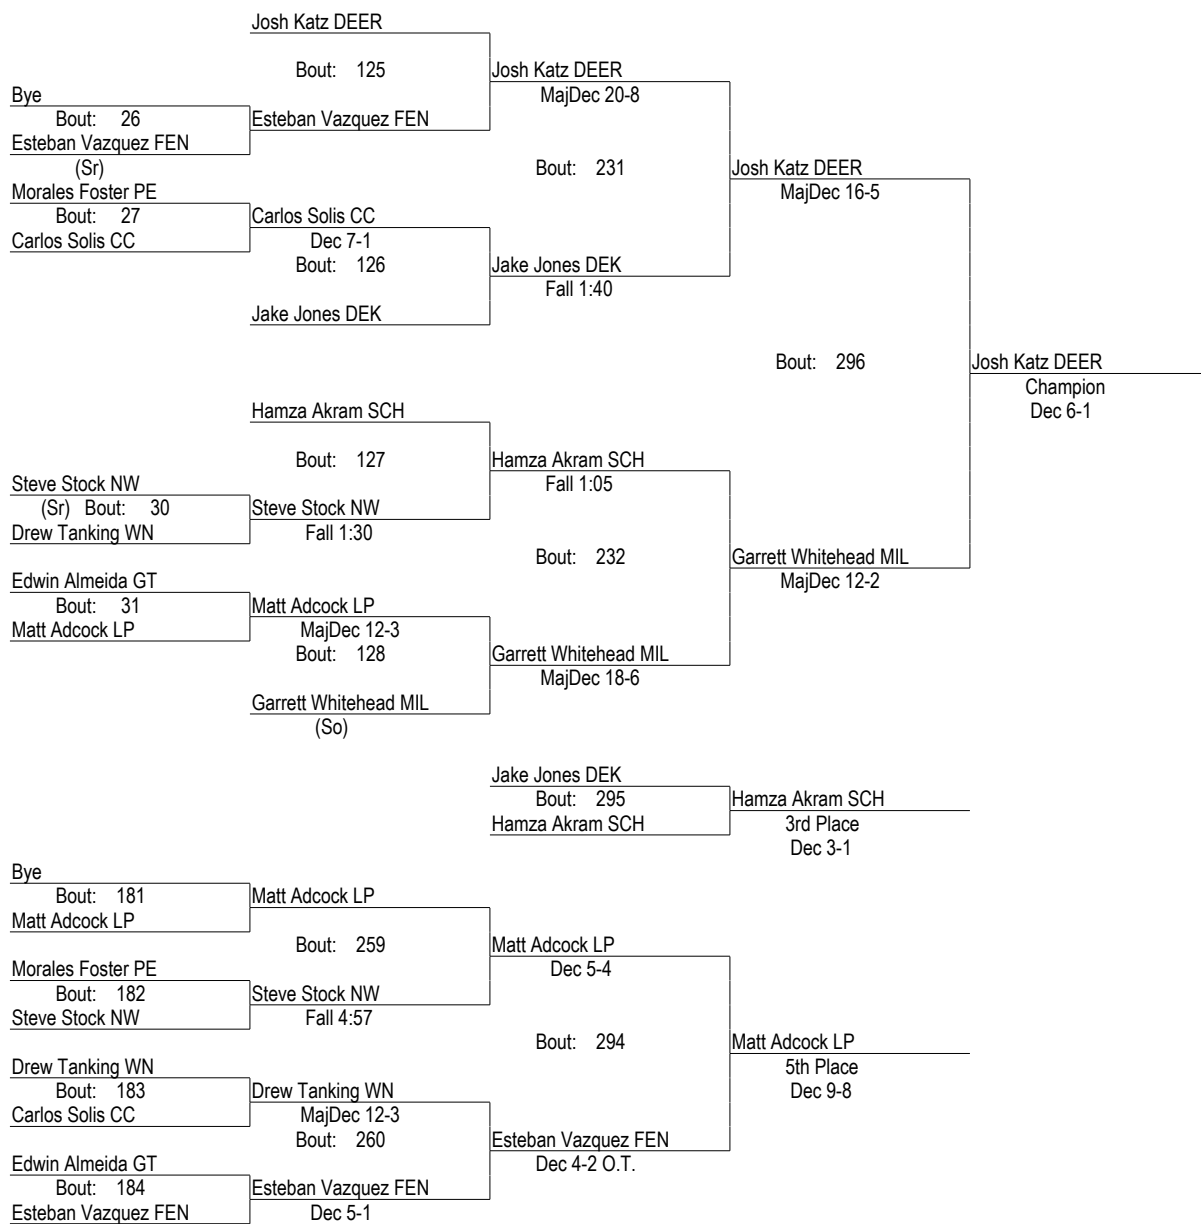 Josh Katz DEER
Bout: 125
Josh Katz DEER
Bye
MajDec 20-8
Bout: 26
Esteban Vazquez FEN
Esteban Vazquez FEN
(Sr)
Bout: 231
Josh Katz DEER
Morales Foster PE
MajDec 16-5
Bout: 27
Carlos Solis CC
Carlos Solis CC
Dec 7-1
Bout: 126
Jake Jones DEK
Fall 1:40
Jake Jones DEK
Bout: 296
Josh Katz DEER
Champion
Hamza Akram SCH
Dec 6-1
Bout: 127
Hamza Akram SCH
Steve Stock NW
Fall 1:05
(Sr) Bout: 30
Steve Stock NW
Drew Tanking WN
Fall 1:30
Bout: 232
Garrett Whitehead MIL
Edwin Almeida GT
MajDec 12-2
Bout: 31
Matt Adcock LP
Matt Adcock LP
MajDec 12-3
Bout: 128
Garrett Whitehead MIL
MajDec 18-6
Garrett Whitehead MIL
(So)
Jake Jones DEK
Bout: 295
Hamza Akram SCH
Hamza Akram SCH
3rd Place
Dec 3-1
Bye
Bout: 181
Matt Adcock LP
Matt Adcock LP
Bout: 259
Matt Adcock LP
Morales Foster PE
Dec 5-4
Bout: 182
Steve Stock NW
Steve Stock NW
Fall 4:57
Bout: 294
Matt Adcock LP
Drew Tanking WN
5th Place
Bout: 183
Drew Tanking WN
Dec 9-8
Carlos Solis CC
MajDec 12-3
Bout: 260
Esteban Vazquez FEN
Edwin Almeida GT
Dec 4-2 O.T.
Bout: 184
Esteban Vazquez FEN
Esteban Vazquez FEN
Dec 5-1